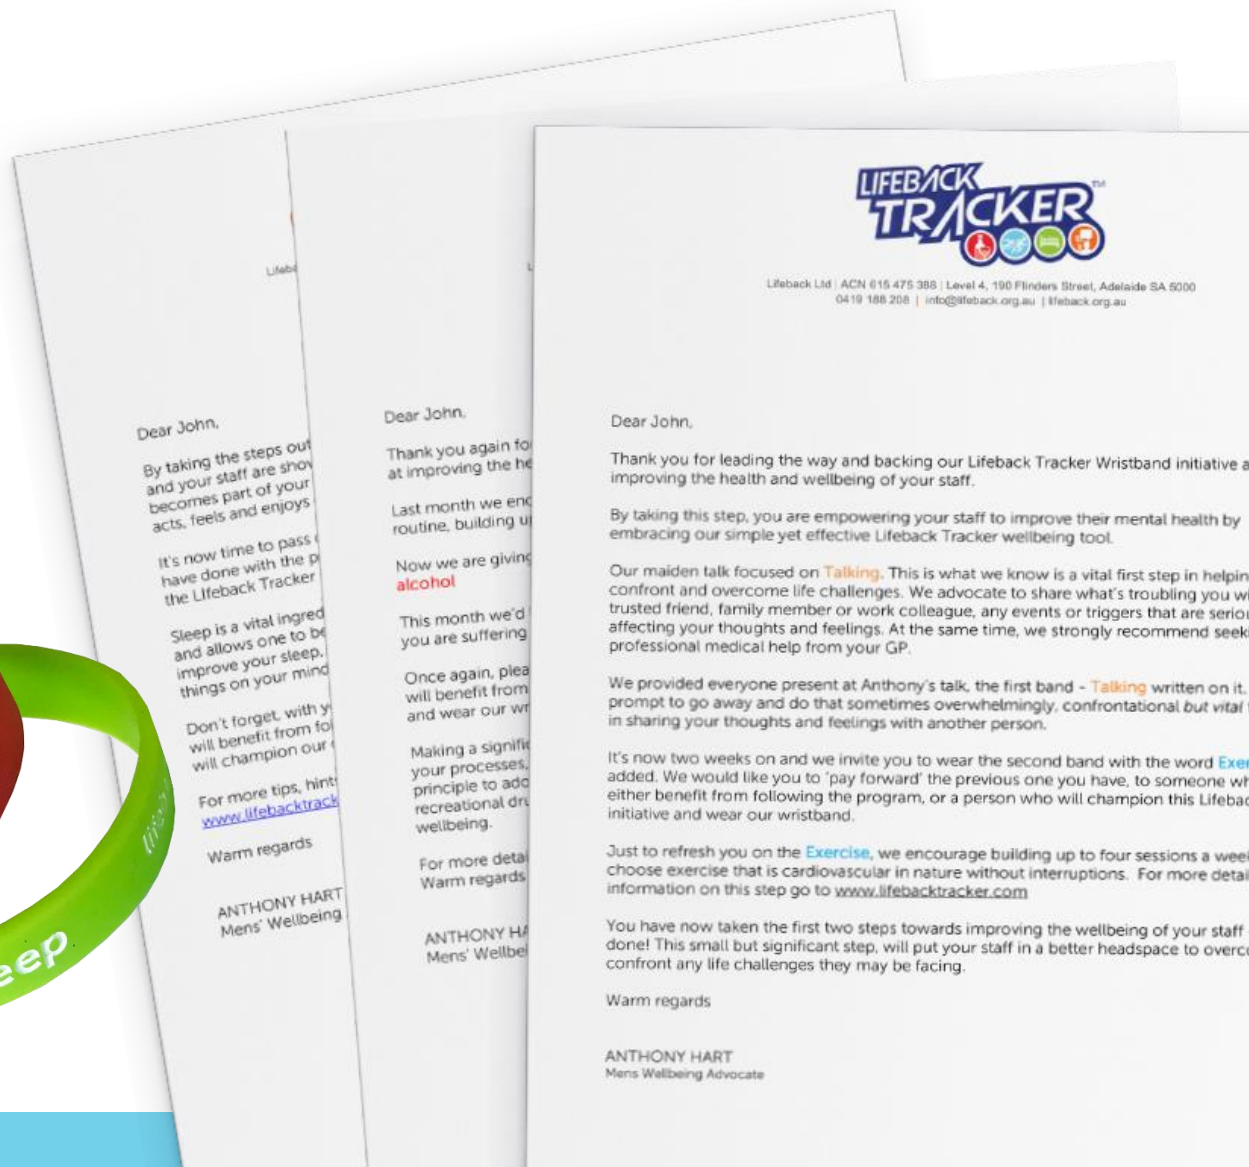 Lifeb
Dear John,
By taking the steps out
and your staff are show
becomes part of your
acts, feels and enjoys
It's now time to pass
have done with the p
the Lifeback Tracker
Sleep is a vital ingred
and allows one to be
improve your sleep,
things on your mind
Don't forget, with y
will benefit from fol
will champion our
For more tips, hints
www.lifebacktrack
Warm regards
ANTHONY HART
Mens' Wellbeing
L
Dear John,
Thank you again for
at improving the he
Last month we enc
routine, building up
Now we are giving
alcohol
This month we'd
you are suffering
Once again, plea
will benefit from
and wear our wr
Making a signific
your processes,
principle to add
recreational dru
wellbeing.
For more detai
Warm regards
ANTHONY HA
Mens' Wellbei
LIFEBACK
TRACKER™
Lifeback Ltd | ACN 615 475 388 | Level 4, 190 Flinders Street, Adelaide SA 5000
0419 188 208 | info@lifeback.org.au | lifeback.org.au
Dear John,
Thank you for leading the way and backing our Lifeback Tracker Wristband initiative a
improving the health and wellbeing of your staff.
By taking this step, you are empowering your staff to improve their mental health by
embracing our simple yet effective Lifeback Tracker wellbeing tool.
Our maiden talk focused on Talking. This is what we know is a vital first step in helpin
confront and overcome life challenges. We advocate to share what's troubling you wi
trusted friend, family member or work colleague, any events or triggers that are seriou
affecting your thoughts and feelings. At the same time, we strongly recommend seeki
professional medical help from your GP.
We provided everyone present at Anthony's talk, the first band - Talking written on it.
prompt to go away and do that sometimes overwhelmingly, confrontational but vital
in sharing your thoughts and feelings with another person.
It's now two weeks on and we invite you to wear the second band with the word Exer
added. We would like you to 'pay forward' the previous one you have, to someone wh
either benefit from following the program, or a person who will champion this Lifebac
initiative and wear our wristband.
Just to refresh you on the Exercise, we encourage building up to four sessions a week
choose exercise that is cardiovascular in nature without interruptions. For more detail
information on this step go to www.lifebacktracker.com
You have now taken the first two steps towards improving the wellbeing of your staff
done! This small but significant step, will put your staff in a better headspace to overco
confront any life challenges they may be facing.
Warm regards
ANTHONY HART
Mens Wellbeing Advocate
eep